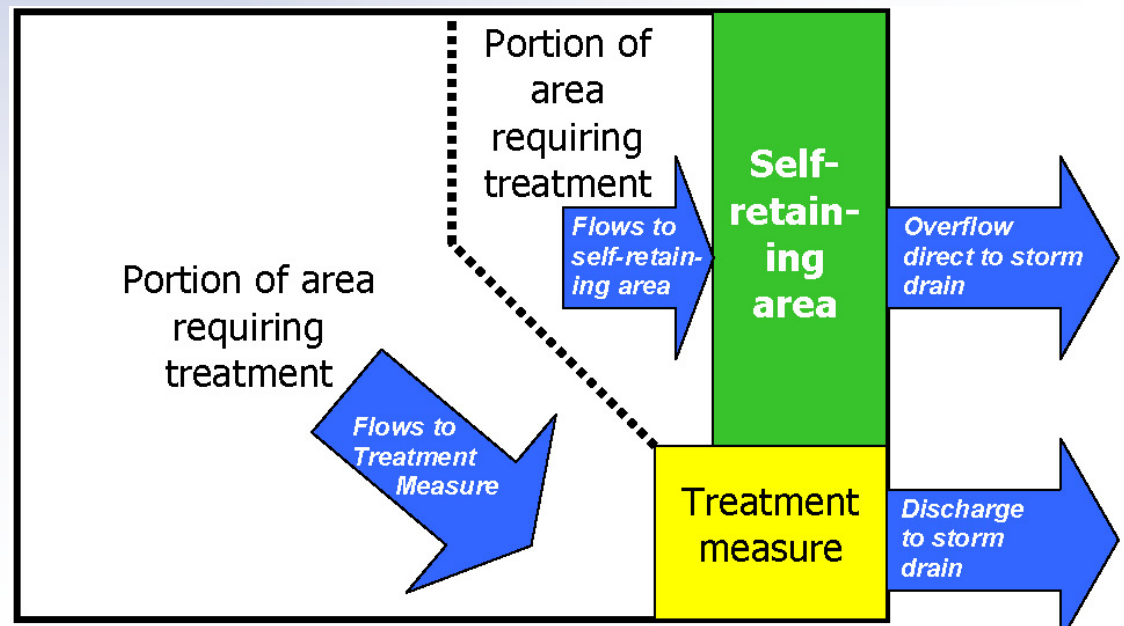 Portion of
area
requiring
treatment
Self-
retain-
ing
area
Flows to
self-retain-
ing area
Overflow
direct to storm
drain
Portion of area
requiring
treatment
Flows to
Treatment
Measure
Treatment
measure
Discharge
to storm
drain